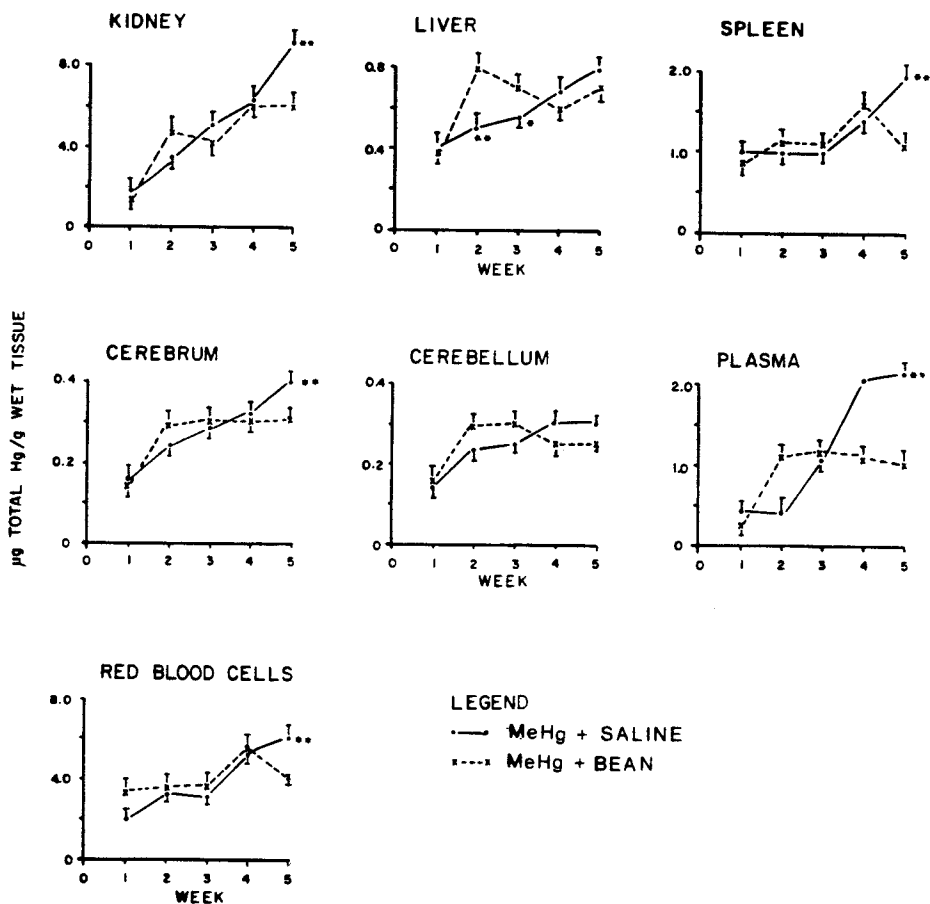 KIDNEY
8.0
4.0
0
0 1 2 3 4 5
**
LIVER
0.8
0.4
0
0 1 2 3 4 5
WEEK
**
*
SPLEEN
2.0
1.0
0
0 1 2 3 4 5
**
µg TOTAL Hg/g WET TISSUE
CEREBRUM
0.4
0.2
0
0 1 2 3 4 5
**
CEREBELLUM
0.4
0.2
0
0 1 2 3 4 5
WEEK
PLASMA
2.0
1.0
0
0 1 2 3 4 5
**
RED BLOOD CELLS
8.0
4.0
0
0 1 2 3 4 5
WEEK
**
LEGEND
MeHg + SALINE
MeHg + BEAN